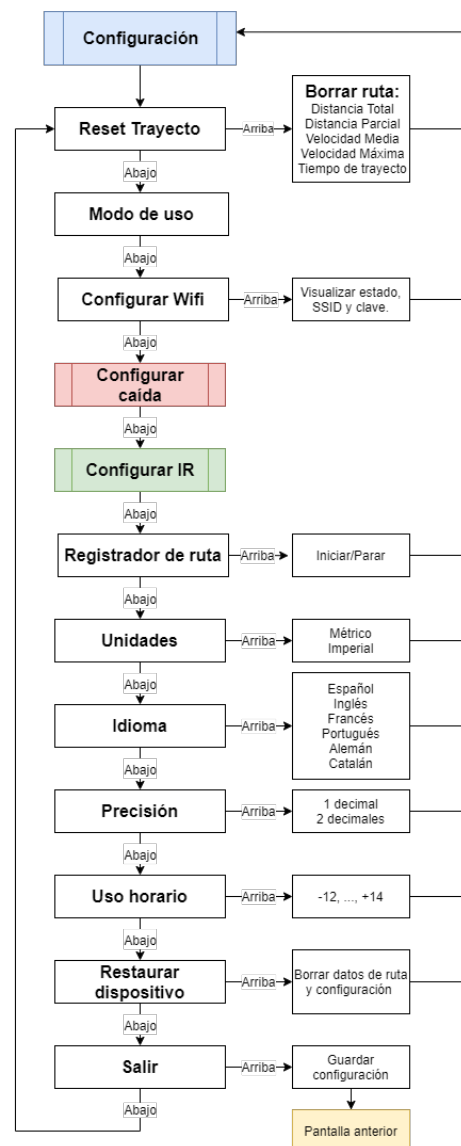 Configuración
Reset Trayecto
Arriba
Borrar ruta:
Distancia Total
Distancia Parcial
Velocidad Media
Velocidad Máxima
Tiempo de trayecto
Abajo
Modo de uso
Abajo
Configurar Wifi
Arriba
Visualizar estado,
SSID y clave.
Abajo
Configurar
caída
Abajo
Configurar IR
Abajo
Registrador de ruta
Arriba
Iniciar/Parar
Abajo
Unidades
Arriba
Métrico
Imperial
Abajo
Idioma
Arriba
Español
Inglés
Francés
Portugués
Alemán
Catalán
Abajo
Precisión
Arriba
1 decimal
2 decimales
Abajo
Uso horario
Arriba
-12, ..., +14
Abajo
Restaurar
dispositivo
Arriba
Borrar datos de ruta
y configuración
Abajo
Salir
Arriba
Guardar
configuración
Abajo
Pantalla anterior